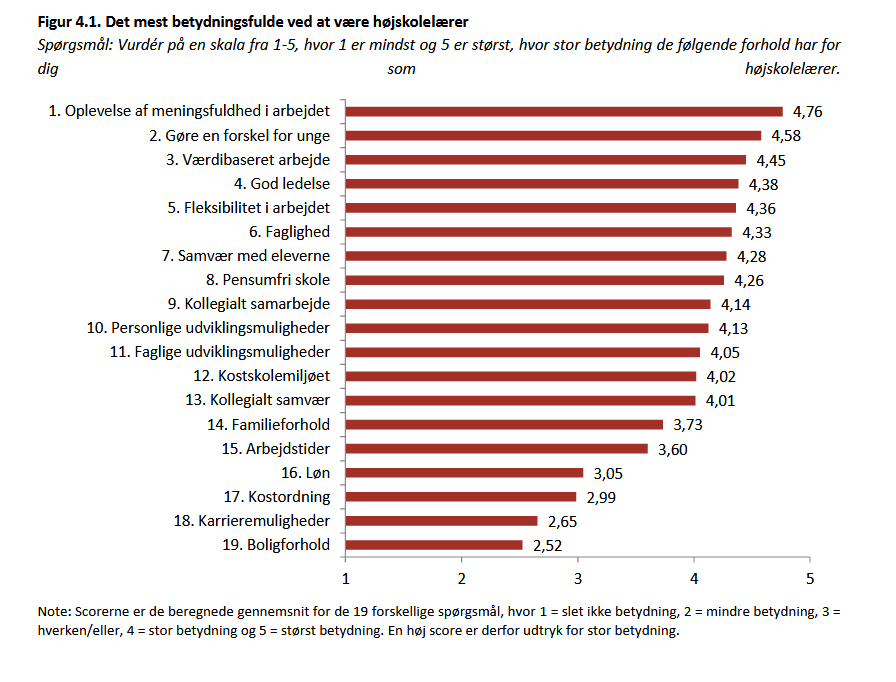 Figur 4.1. Det mest betydningsfulde ved at være højskolelærer
Spørgsmål: Vurdér på en skala fra 1-5, hvor 1 er mindst og 5 er størst, hvor stor betydning de følgende forhold har for
dig som højskolelærer.
1. Oplevelse af meningsfuldhed i arbejdet 4,76
2. Gøre en forskel for unge 4,58
3. Værdibaseret arbejde 4,45
4. God ledelse 4,38
5. Fleksibilitet i arbejdet 4,36
6. Faglighed 4,33
7. Samvær med eleverne 4,28
8. Pensumfri skole 4,26
9. Kollegialt samarbejde 4,14
10. Personlige udviklingsmuligheder 4,13
11. Faglige udviklingsmuligheder 4,05
12. Kostskolemiljøet 4,02
13. Kollegialt samvær 4,01
14. Familieforhold 3,73
15. Arbejdstider 3,60
16. Løn 3,05
17. Kostordning 2,99
18. Karrieremuligheder 2,65
19. Boligforhold 2,52
1 2 3 4 5
Note: Scorerne er de beregnede gennemsnit for de 19 forskellige spørgsmål, hvor 1 = slet ikke betydning, 2 = mindre betydning, 3 =
hverken/eller, 4 = stor betydning og 5 = størst betydning. En høj score er derfor udtryk for stor betydning.